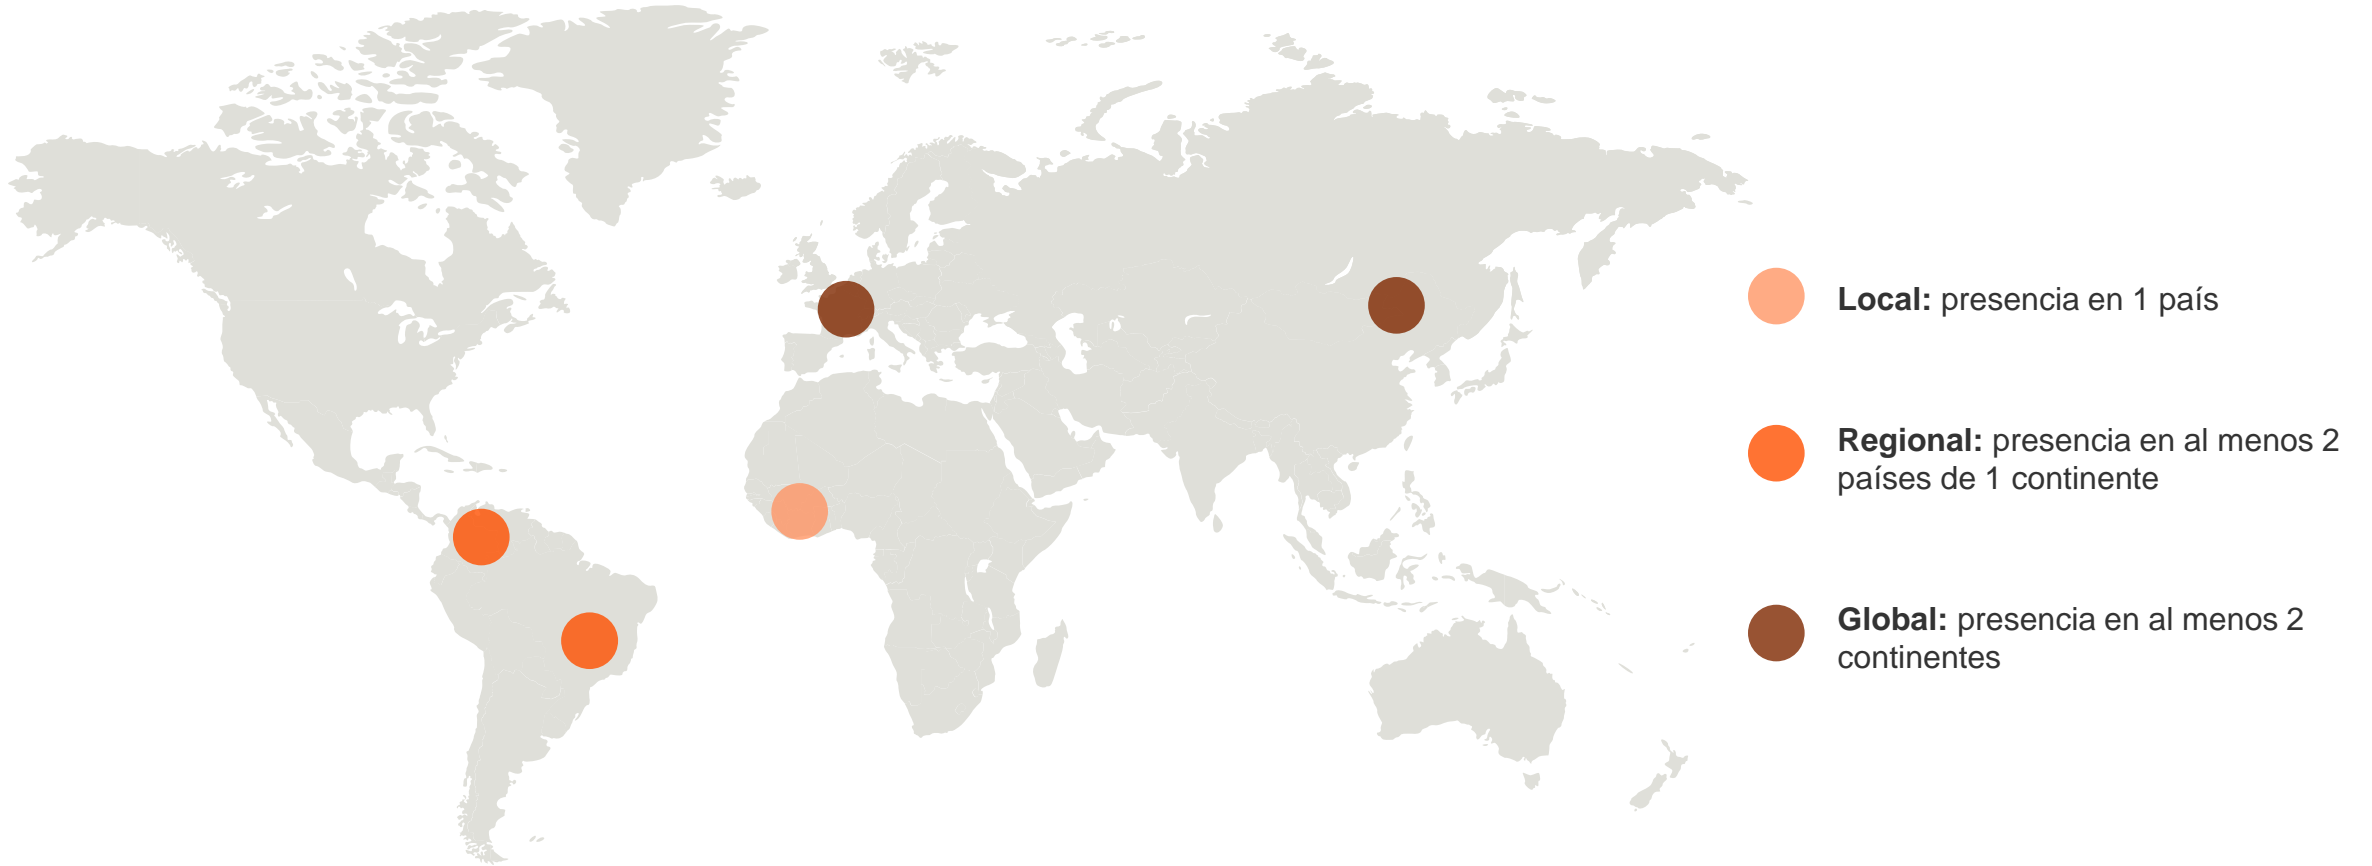 Local: presencia en 1 país
Regional: presencia en al menos 2
países de 1 continente
Global: presencia en al menos 2
continentes